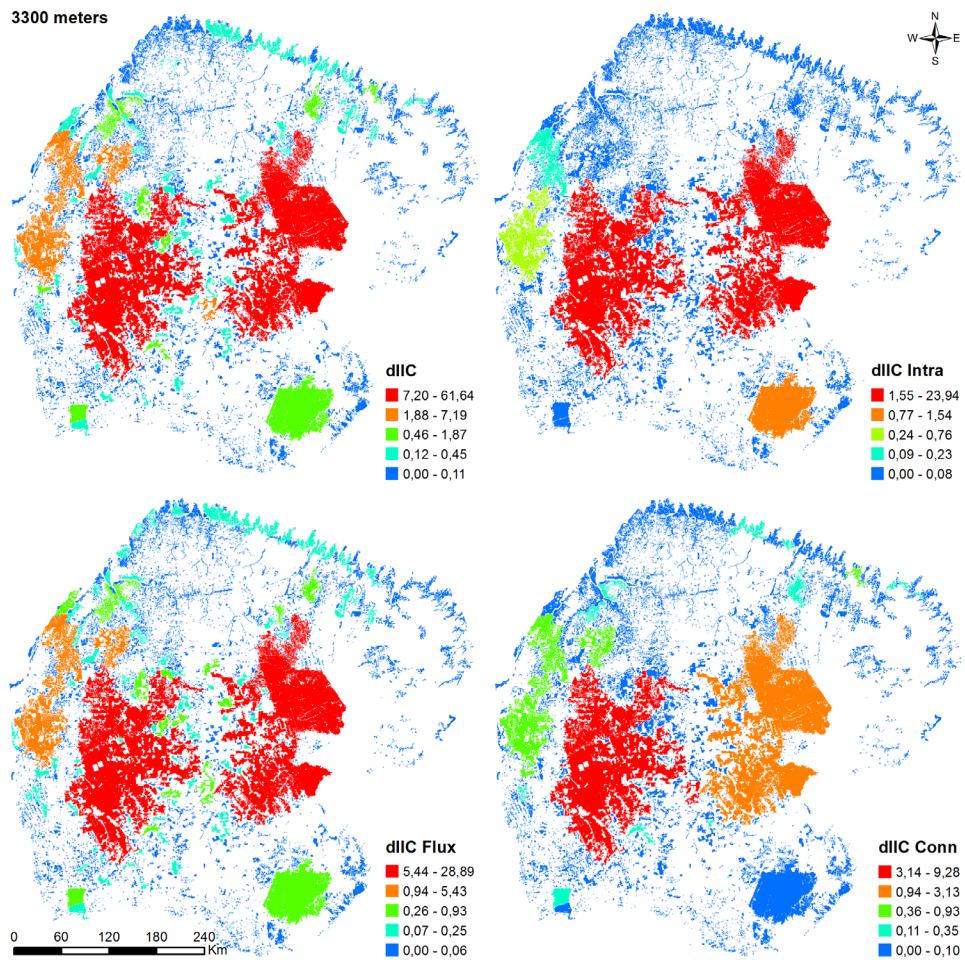 3300 meters
N
W E
S
dIIC
7,20 - 61,64
1,88 - 7,19
0,46 - 1,87
0,12 - 0,45
0,00 - 0,11
dIIC Intra
1,55 - 23,94
0,77 - 1,54
0,24 - 0,76
0,09 - 0,23
0,00 - 0,08
dIIC Flux
5,44 - 28,89
0,94 - 5,43
0,26 - 0,93
0,07 - 0,25
0,00 - 0,06
dIIC Conn
3,14 - 9,28
0,94 - 3,13
0,36 - 0,93
0,11 - 0,35
0,00 - 0,10
0 60 120 180 240
Km